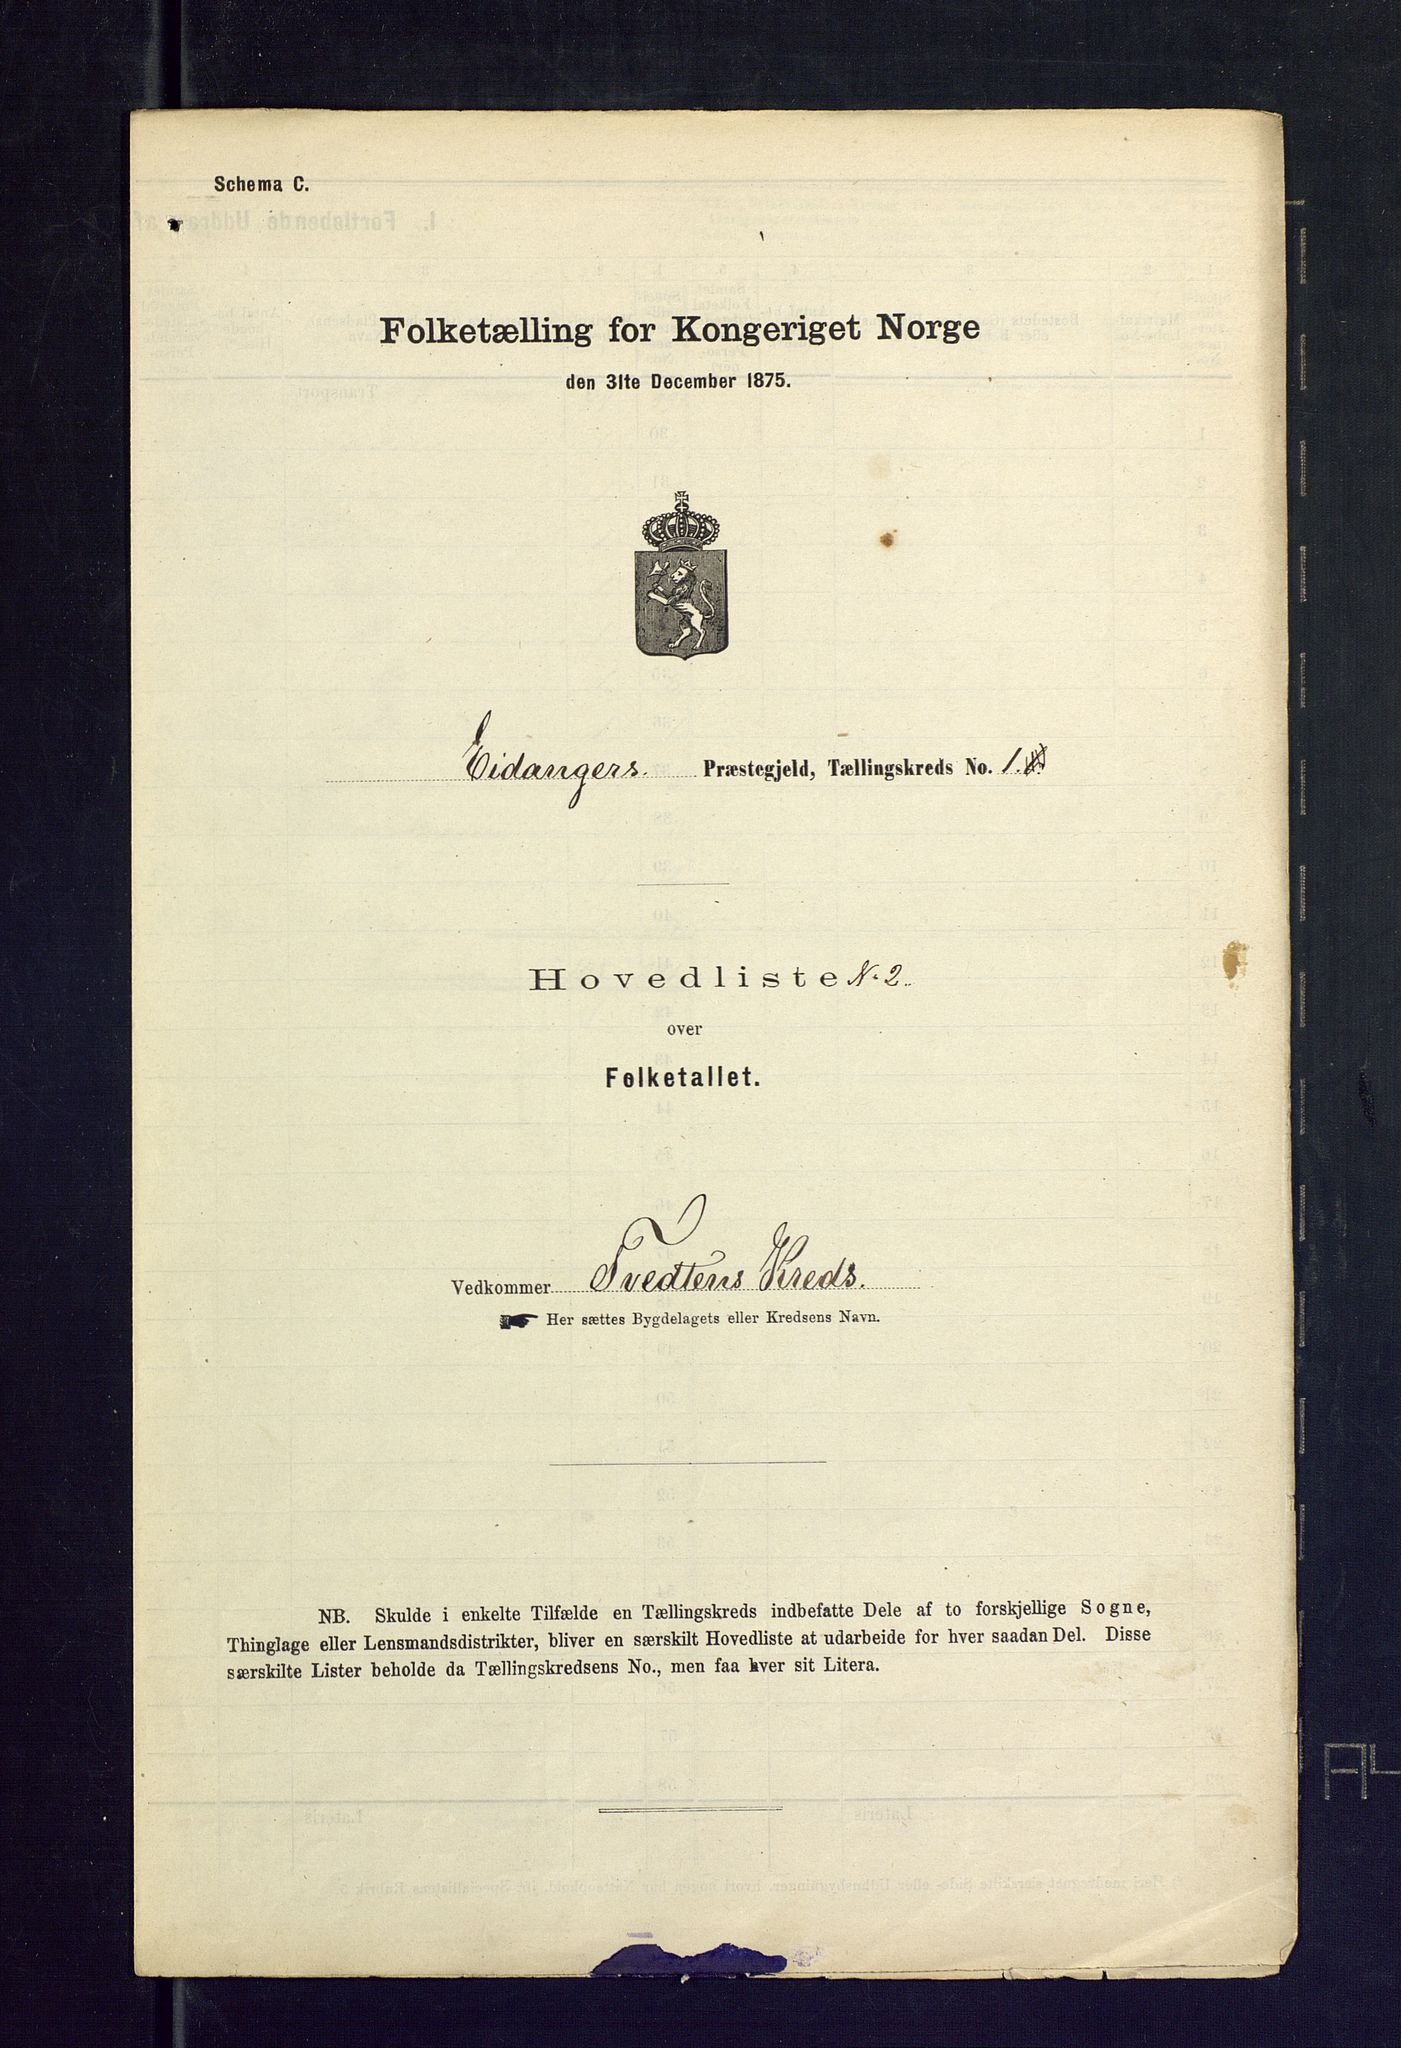 Schema C.
Folketælling for Kongeriget Norge
den 31te December 1875.
Eidangers. Præstegjeld, Tællingskreds No. 1.
Hovedliste N. 2.
over
Folketallet.
Vedkommer Tvedtens Kreds.
Her sættes Bygdelagets eller Kredsens Navn.
NB. Skulde i enkelte Tilfælde en Tællingskreds indbefatte Dele af to forskjellige Sogne,
Thinglage eller Lensmandsdistrikter, bliver en særskilt Hovedliste at udarbeide for hver saadan Del. Disse
særskilte Lister beholde da Tællingskredsens No., men faa hver sit Litera.